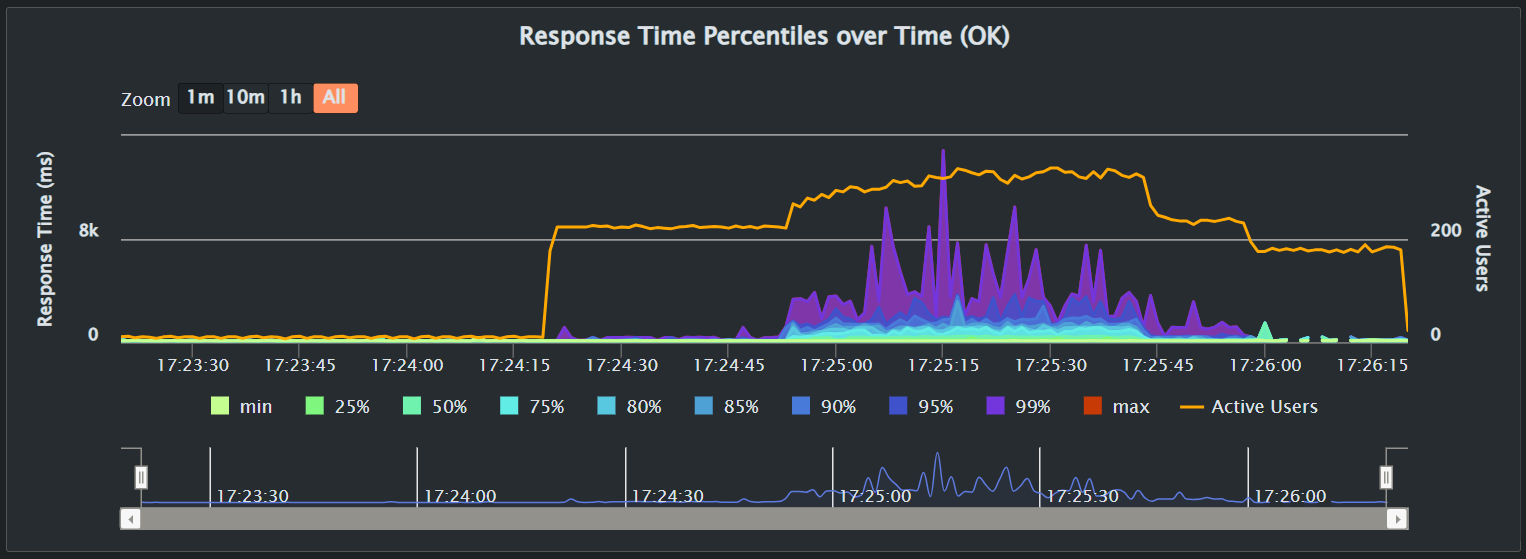 Response Time Percentiles over Time (OK)
Zoom 1m 10m 1h All
Response Time (ms)
8k
0
Active Users
200
0
17:23:30 17:23:45 17:24:00 17:24:15 17:24:30 17:24:45 17:25:00 17:25:15 17:25:30 17:25:45 17:26:00 17:26:15
min 25% 50% 75% 80% 85% 90% 95% 99% max Active Users
17:23:30 17:24:00 17:24:30 17:25:00 17:25:30 17:26:00